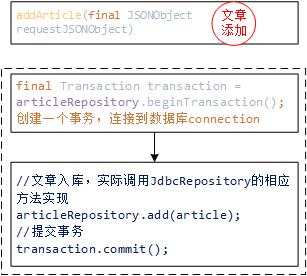 addArticle(final JSONObject
requestJSONObject)
文章
添加
final Transaction transaction =
articleRepository.beginTransaction();
创建一个事务，连接到数据库connection
//文章入库，实际调用JdbcRepository的相应
方法实现
articleRepository.add(article);
//提交事务
transaction.commit();